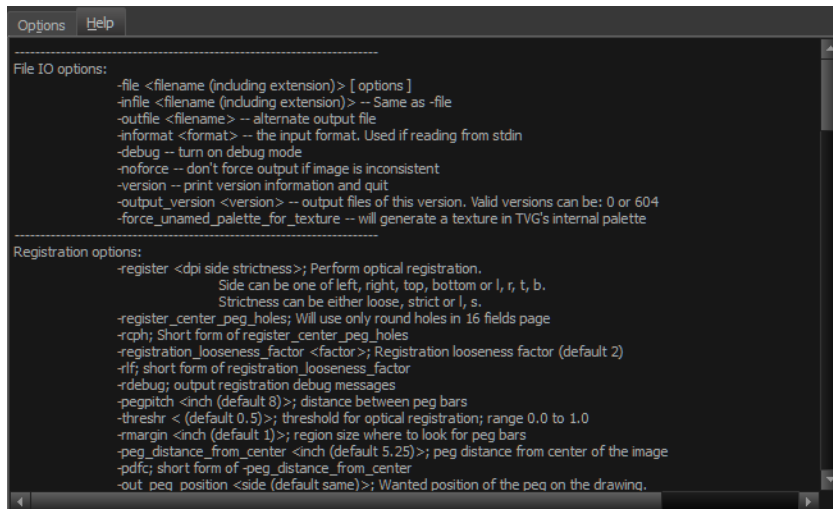 Options Help
--------------------------------------------------------------------
File IO options:
-file <filename (including extension)> [ options ]
-infile <filename (including extension)> -- Same as -file
-outfile <filename> -- alternate output file
-informat <format> -- the input format. Used if reading from stdin
-debug -- turn on debug mode
-noforce -- don't force output if image is inconsistent
-version -- print version information and quit
-output_version <version> -- output files of this version. Valid versions can be: 0 or 604
-force_unamed_palette_for_texture -- will generate a texture in TVG's internal palette
--------------------------------------------------------------------
Registration options:
-register <dpi side strictness>; Perform optical registration.
Side can be one of left, right, top, bottom or l, r, t, b.
Strictness can be either loose, strict or l, s.
-register_center_peg_holes; Will use only round holes in 16 fields page
-rcph; Short form of register_center_peg_holes
-registration_looseness_factor <factor>; Registration looseness factor (default 2)
-rlf; short form of registration_looseness_factor
-rdebug; output registration debug messages
-pegpitch <inch (default 8)>; distance between peg bars
-threshr < (default 0.5)>; threshold for optical registration; range 0.0 to 1.0
-rmargin <inch (default 1)>; region size where to look for peg bars
-peg_distance_from_center <inch (default 5.25)>; peg distance from center of the image
-pdfc; short form of -peg_distance_from_center
-out_peg_position <side (default same)>; Wanted position of the peg on the drawing.